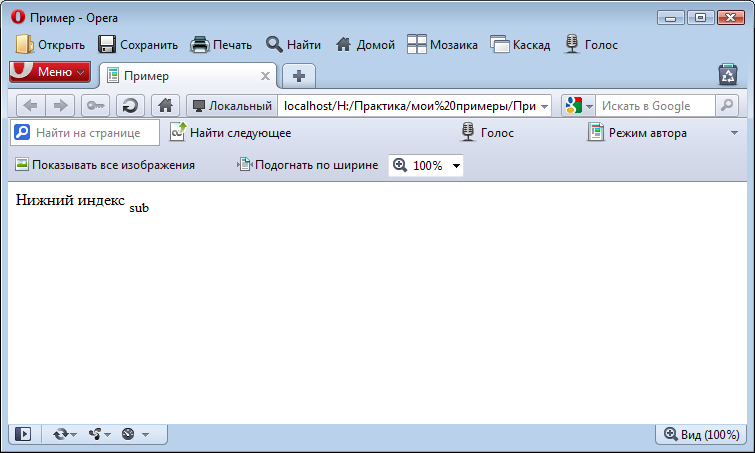 Пример - Opera
Открыть Сохранить Печать Найти Домой Мозаика Каскад Голос
Меню Пример
Локальный localhost/H:/Практика/мои%20примеры/При Искать в Google
Найти на странице Найти следующее Голос Режим автора
Показывать все изображения Подогнать по ширине 100%
Нижний индекс sub
Вид (100%)